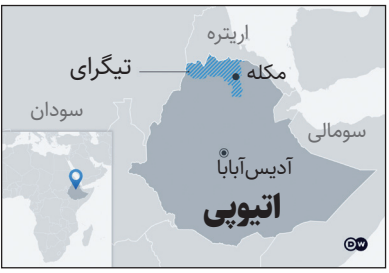 اریتره
تیگرای
مکله
سودان
سومالی
آدیس‌آبابا
اتیوپی
DW